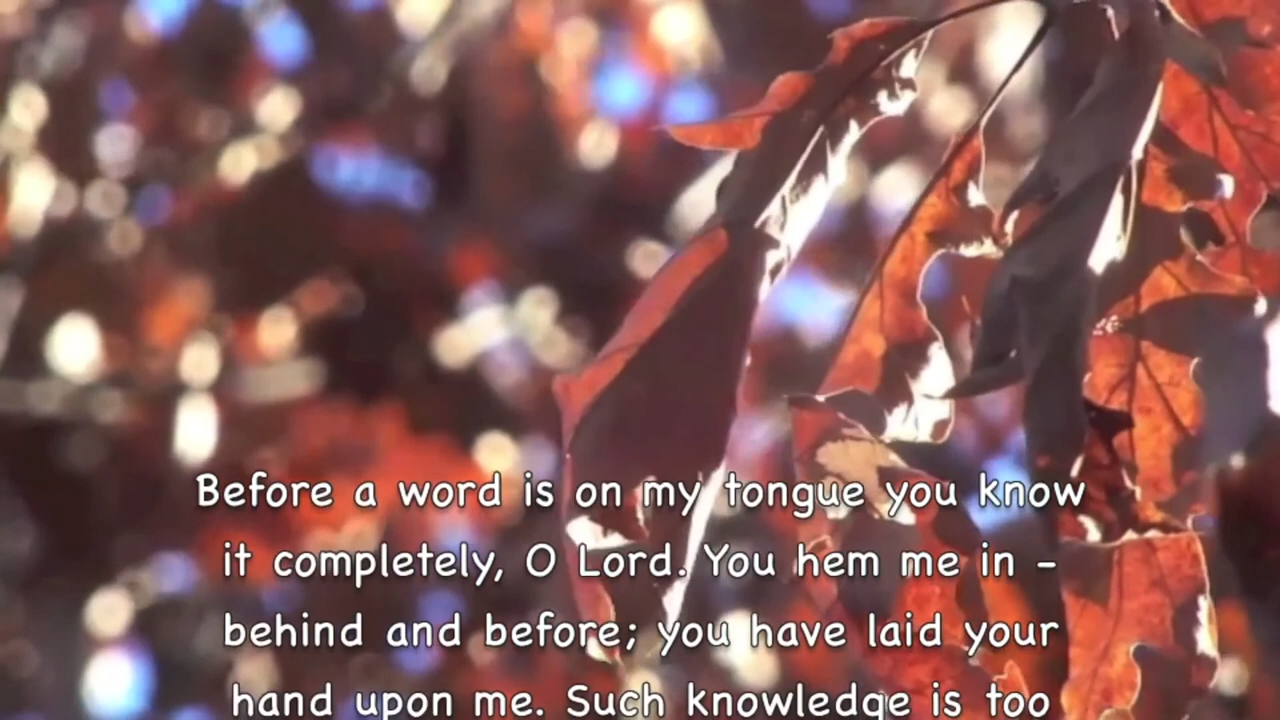 Before a word is on my tongue you know
it completely, O Lord. You hem me in –
behind and before; you have laid your
hand upon me. Such knowledge is too